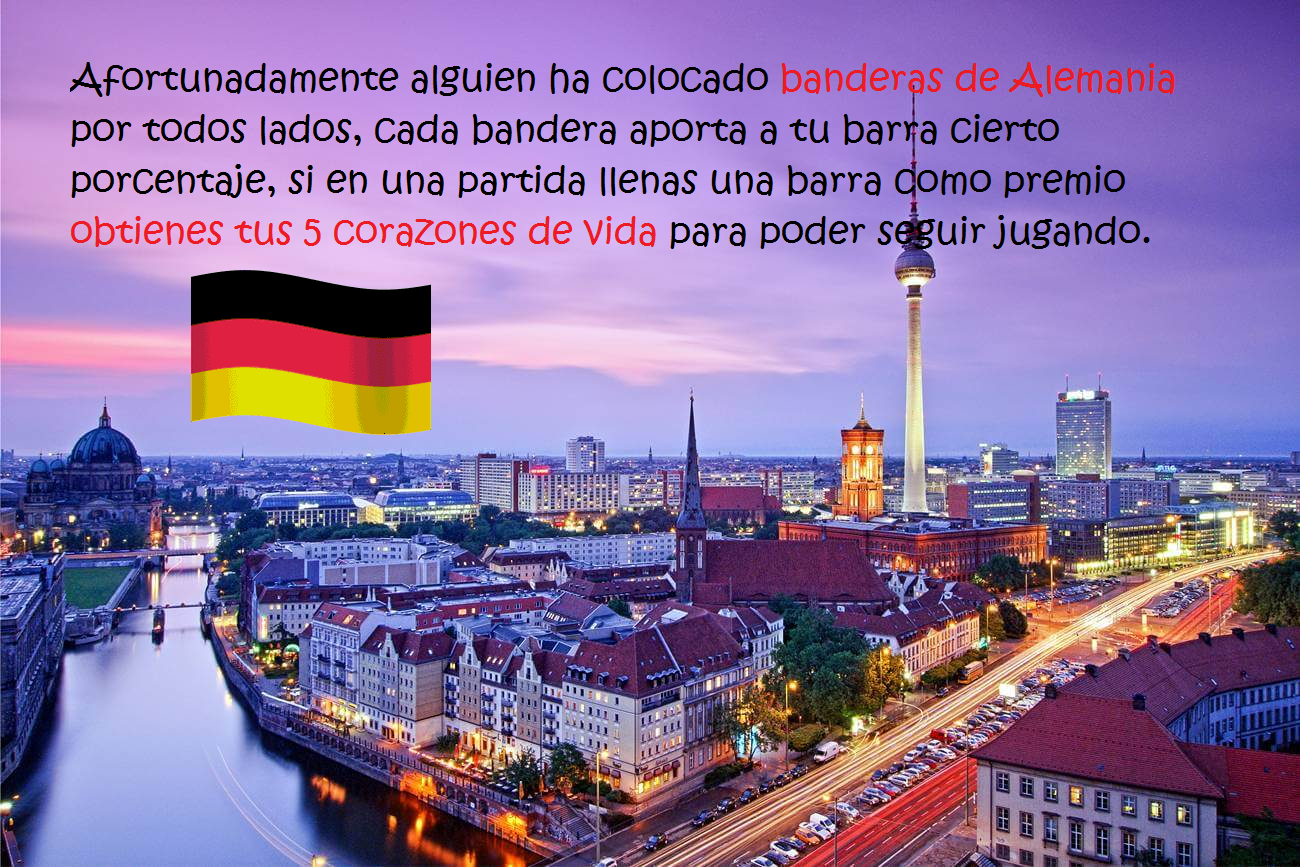 Afortunadamente alguien ha colocado banderas de Alemania
por todos lados, cada bandera aporta a tu barra cierto
porcentaje, si en una partida llenas una barra como premio
obtienes tus 5 corazones de vida para poder seguir jugando.